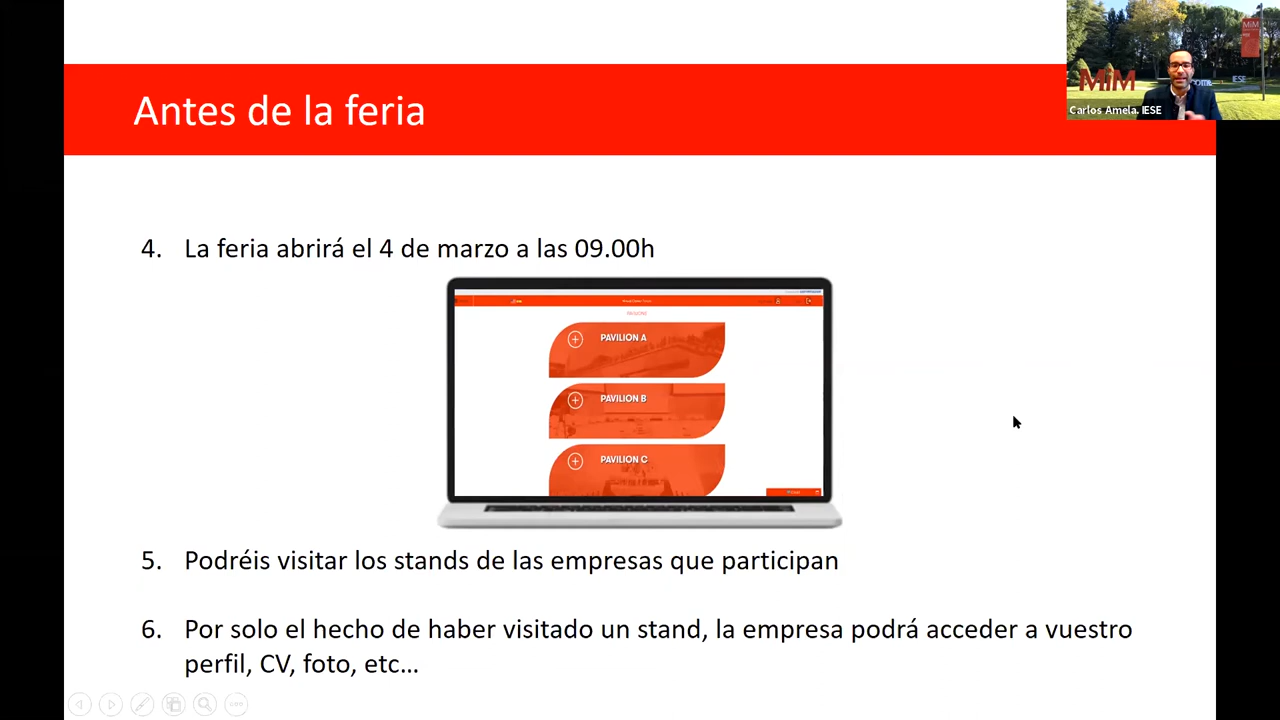 Antes de la feria
MiM
IESE
Carlos Amela. IESE
4. La feria abrirá el 4 de marzo a las 09.00h
PAVILION A
PAVILION B
PAVILION C
5. Podréis visitar los stands de las empresas que participan
6. Por solo el hecho de haber visitado un stand, la empresa podrá acceder a vuestro
perfil, CV, foto, etc...